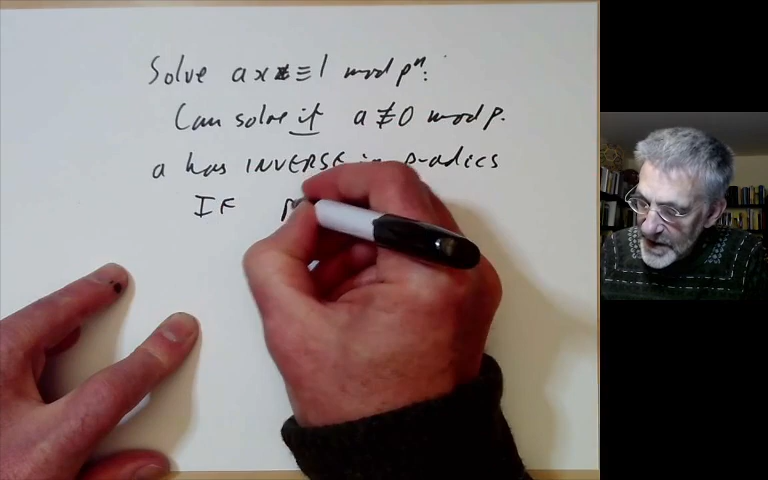 Solve ax ≡ 1 mod pⁿ:
Can solve if a ≢ 0 mod p.
a has INVERSE in p-adics
IF